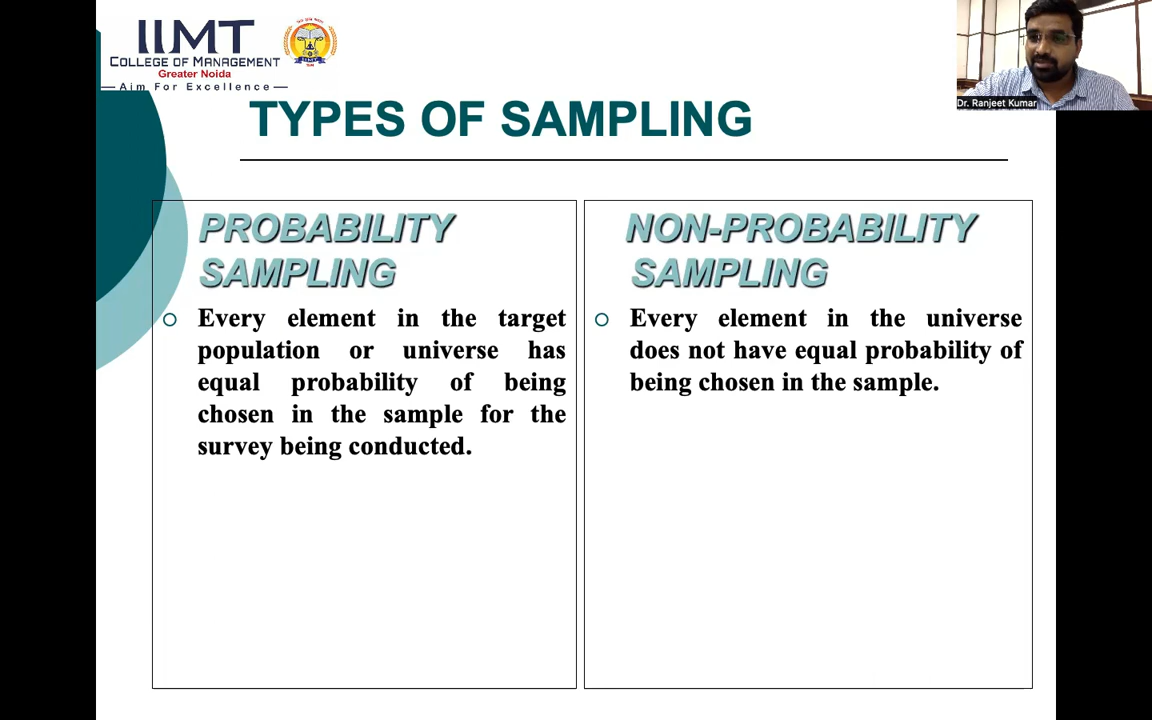 IIMT
COLLEGE OF MANAGEMENT
Greater Noida
Aim For Excellence
Dr. Ranjeet Kumar
TYPES OF SAMPLING
PROBABILITY
SAMPLING
Every element in the target
population or universe has
equal probability of being
chosen in the sample for the
survey being conducted.
NON-PROBABILITY
SAMPLING
Every element in the universe
does not have equal probability of
being chosen in the sample.